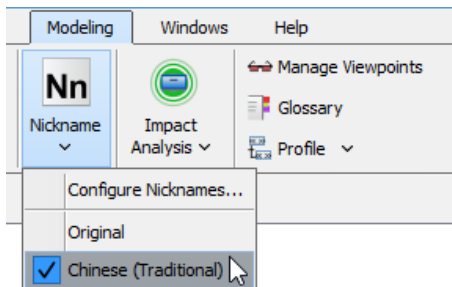 Modeling Windows Help
Nn
Nickname
Impact
Analysis
Manage Viewpoints
Glossary
Profile
Configure Nicknames...
Original
Chinese (Traditional)